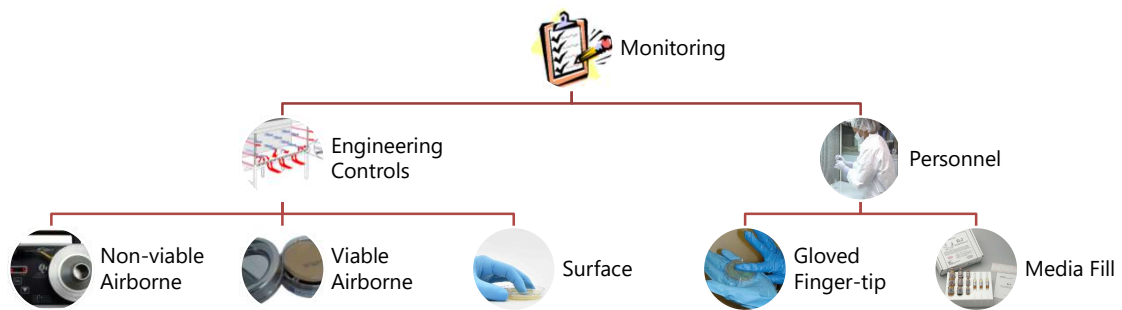 Monitoring
Engineering
Controls
Personnel
Non-viable
Airborne
Viable
Airborne
Surface
Gloved
Finger-tip
Media Fill